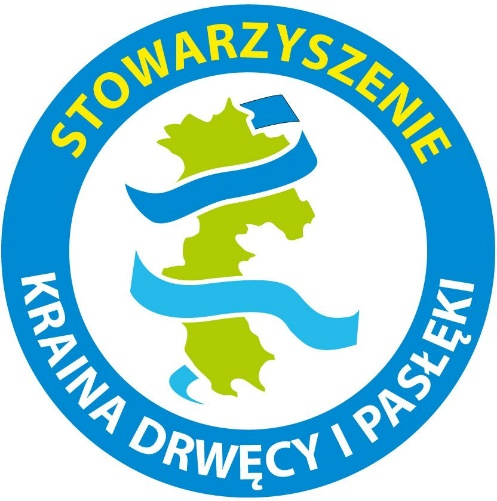 STOWARZYSZENIE
KRAINA DRWĘCY I PASŁĘKI